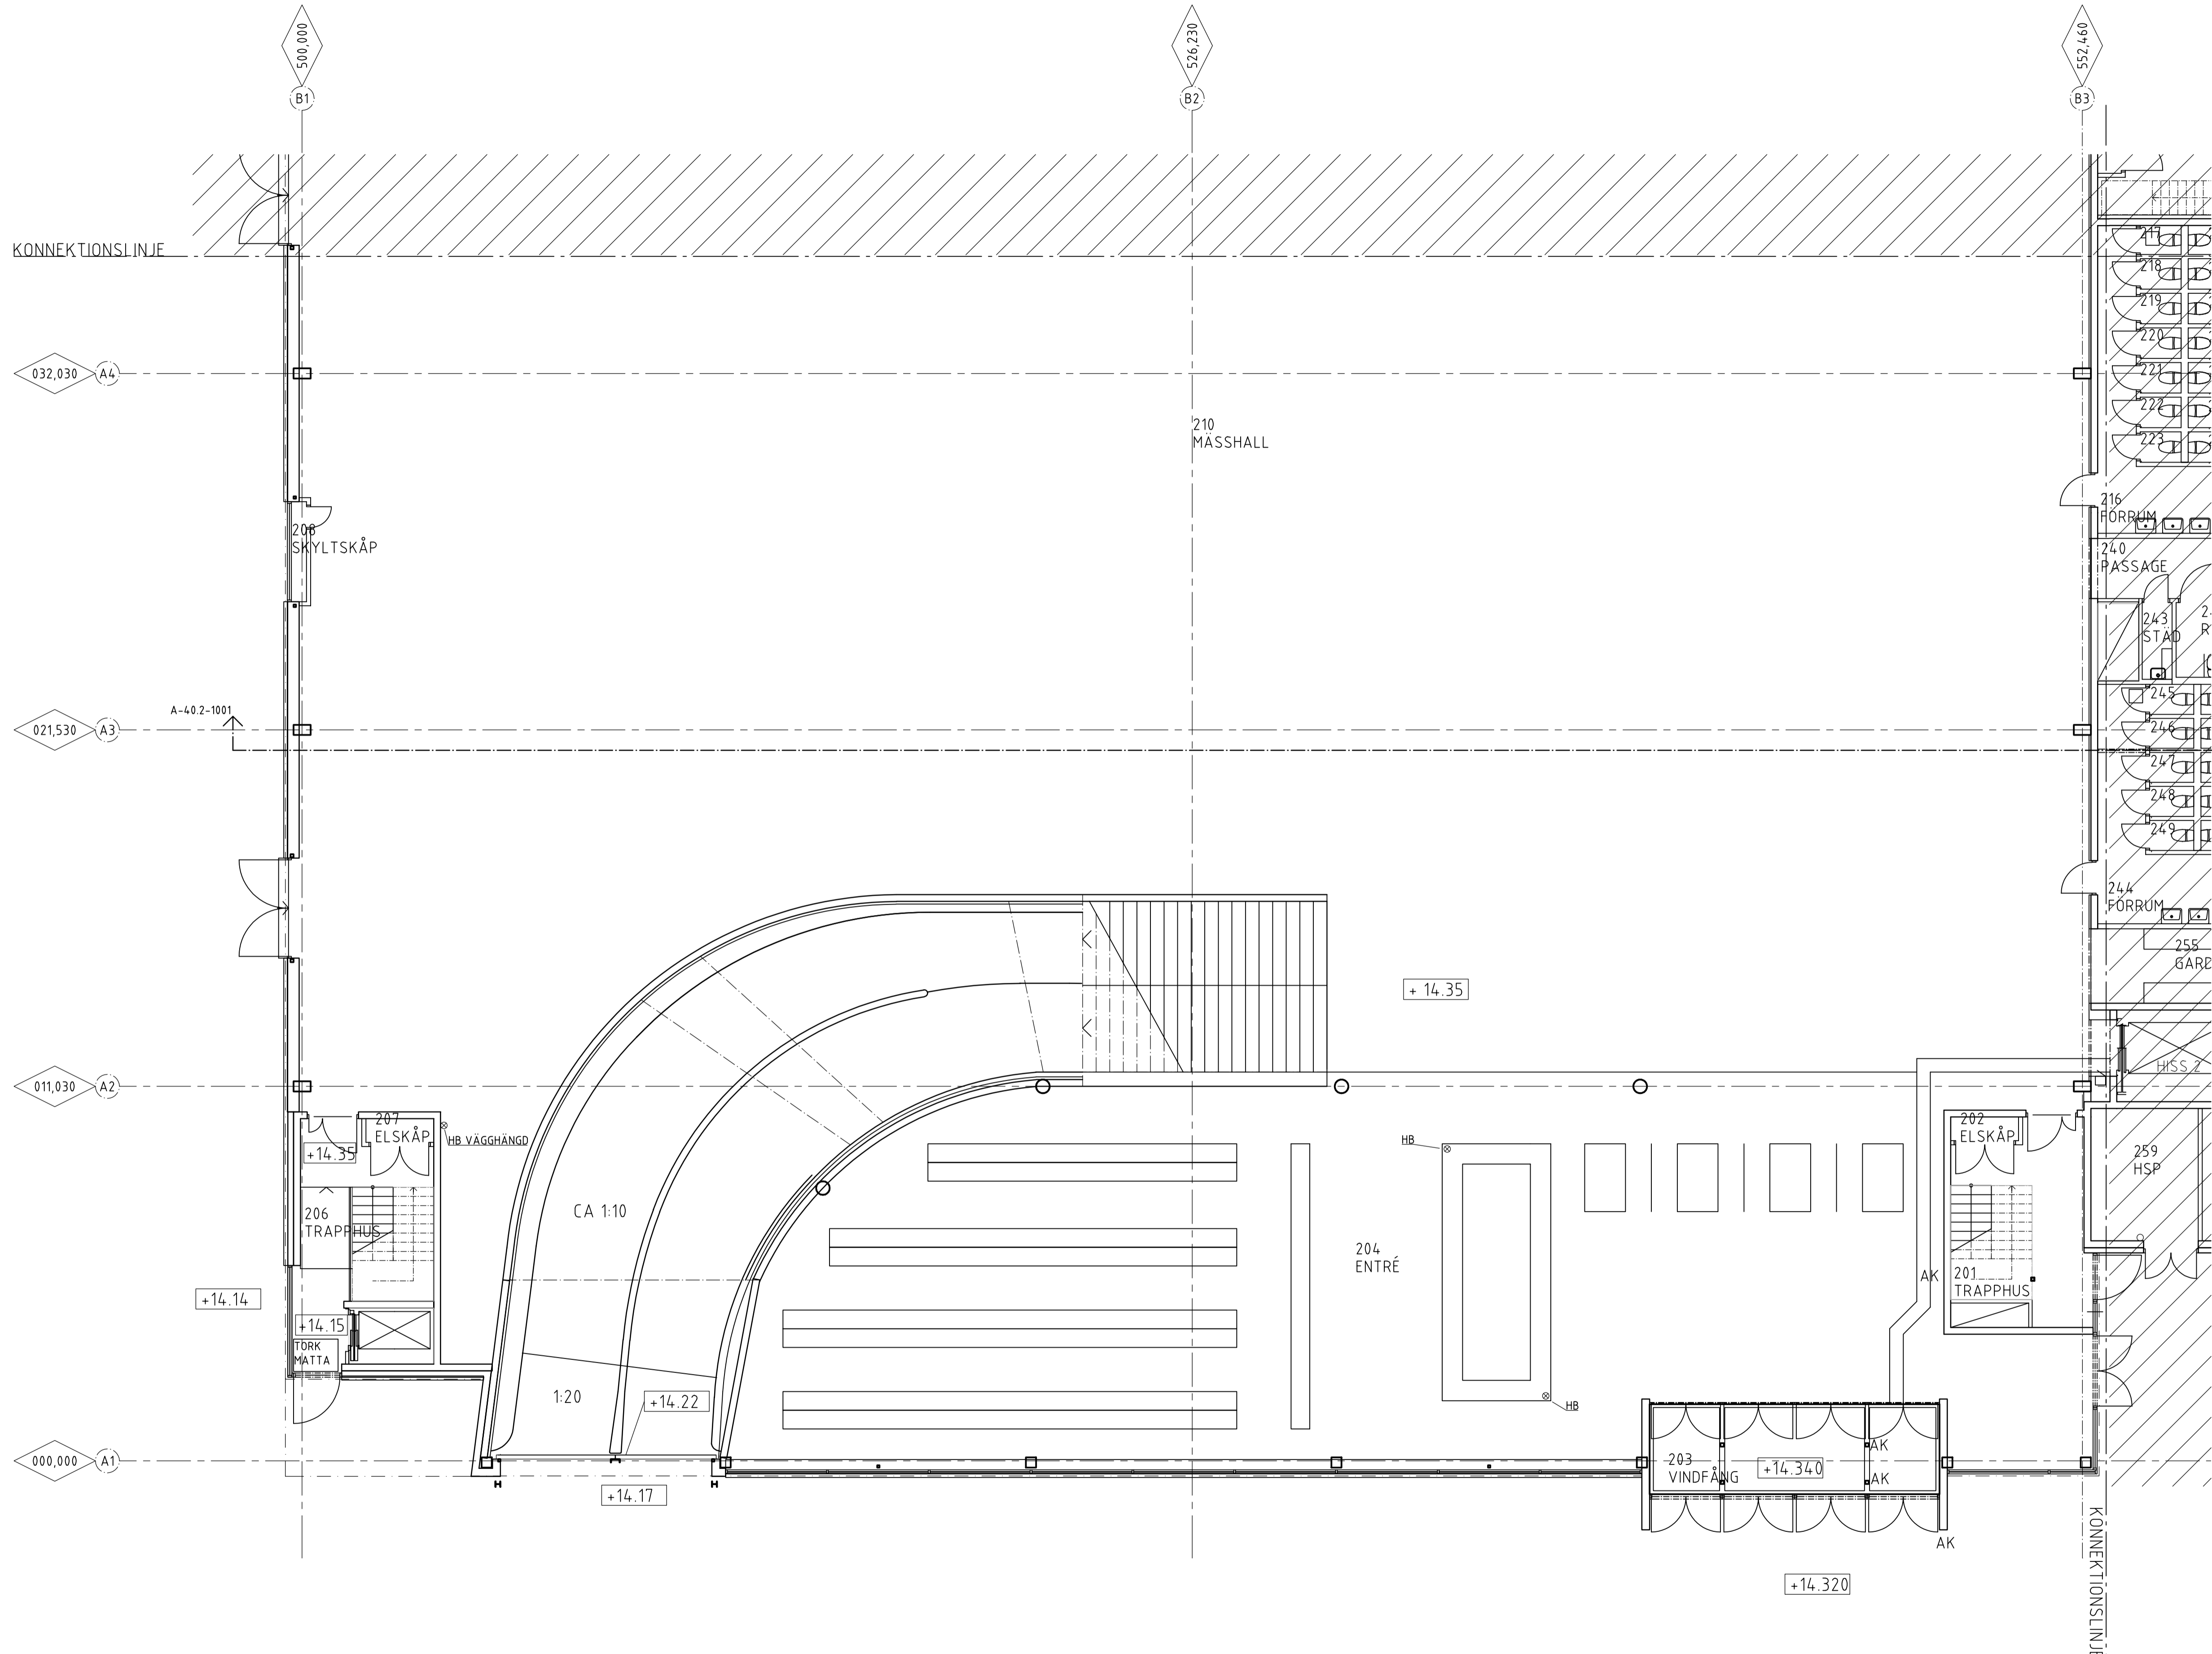 500,000
526,230
552,460
B1
B2
B3
KONNEKTIONSLINJE
217
218
219
220
221
222
223
032,030
A4
210
MÄSSHALL
208
SKYLTSKÅP
216
FÖRRUM
240
PASSAGE
243
STÄD
245
246
247
248
249
A-40.2-1001
021,530
A3
244
FÖRRUM
255
GARD
+ 14.35
HISS 2
011,030
A2
207
ELSKÅP
HB VÄGGHÄNGD
+14.35
HB
202
ELSKÅP
259
HSP
206
TRAPPHUS
CA 1:10
204
ENTRÉ
AK
201
TRAPPHUS
+14.14
+14.15
TORK
MATTA
1:20
+14.22
HB
000,000
A1
203
VINDFÅNG
+14.340
AK
AK
+14.17
AK
+14.320
KONNEKTIONSLINJE